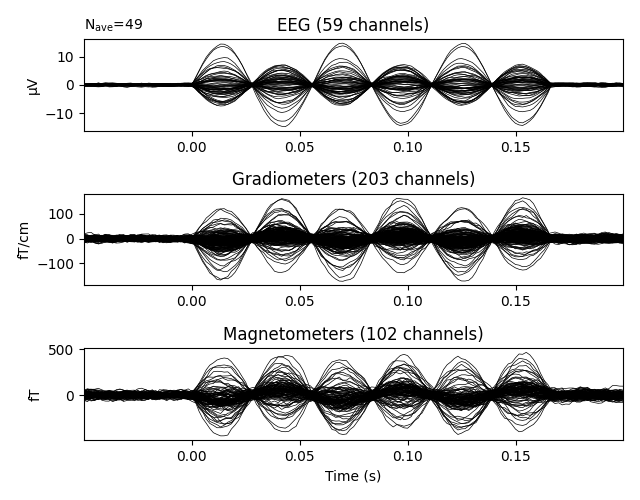 N_ave=49
EEG (59 channels)
10
0
−10
µV
0.00 0.05 0.10 0.15
Gradiometers (203 channels)
100
0
−100
fT/cm
0.00 0.05 0.10 0.15
Magnetometers (102 channels)
500
0
fT
0.00 0.05 0.10 0.15
Time (s)